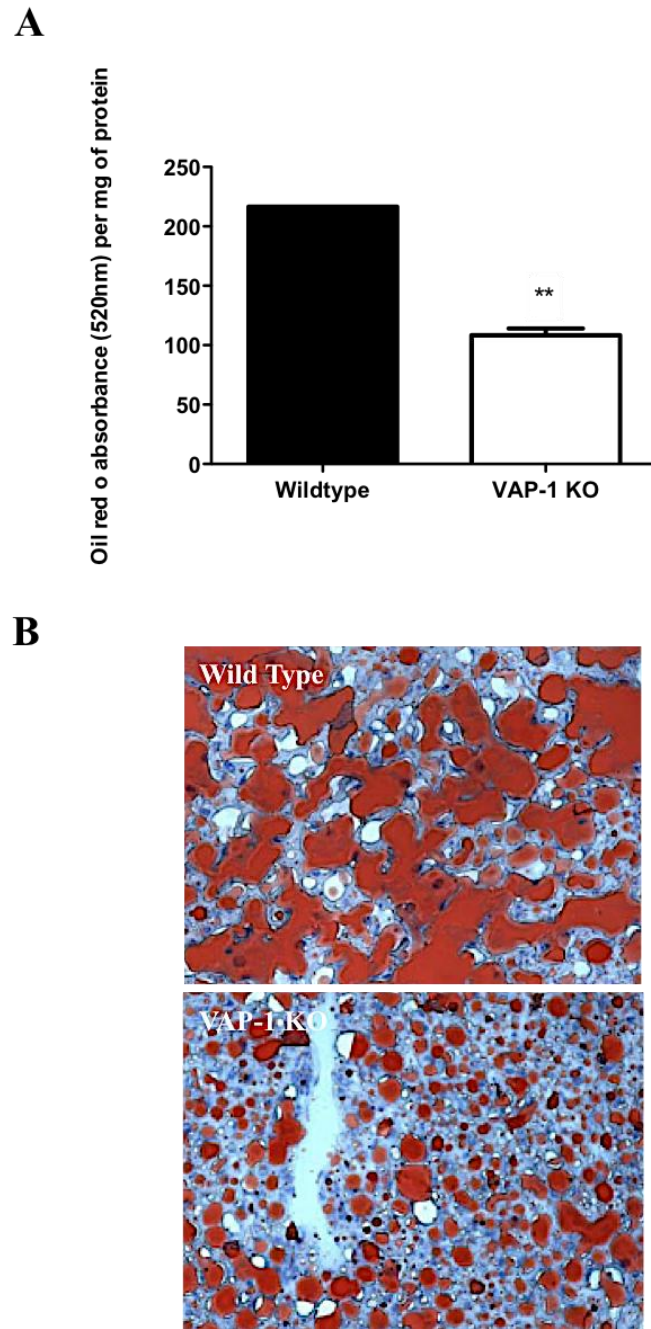 A
Oil red o absorbance (520nm) per mg of protein
250
200
150
100
50
0
**
Wildtype
VAP-1 KO
B
Wild Type
VAP-1 KO